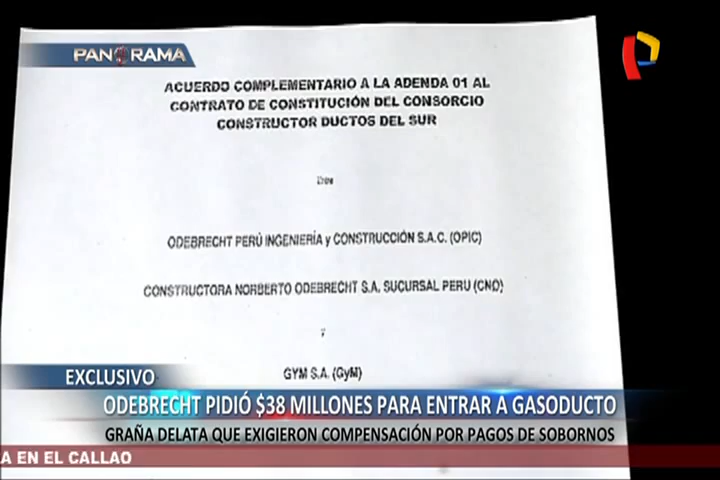 PANORAMA
ACUERDO COMPLEMENTARIO A LA ADENDA 01 AL
CONTRATO DE CONSTITUCIÓN DEL CONSORCIO
CONSTRUCTOR DUCTOS DEL SUR
Entre
ODEBRECHT PERÚ INGENIERÍA y CONSTRUCCIÓN S.A.C. (OPIC)
CONSTRUCTORA NORBERTO ODEBRECHT S.A. SUCURSAL PERU (CNO)
Y
GYM S.A. (GyM)
EXCLUSIVO
ODEBRECHT PIDIÓ $38 MILLONES PARA ENTRAR A GASODUCTO
GRAÑA DELATA QUE EXIGIERON COMPENSACIÓN POR PAGOS DE SOBORNOS
A EN EL CALLAO